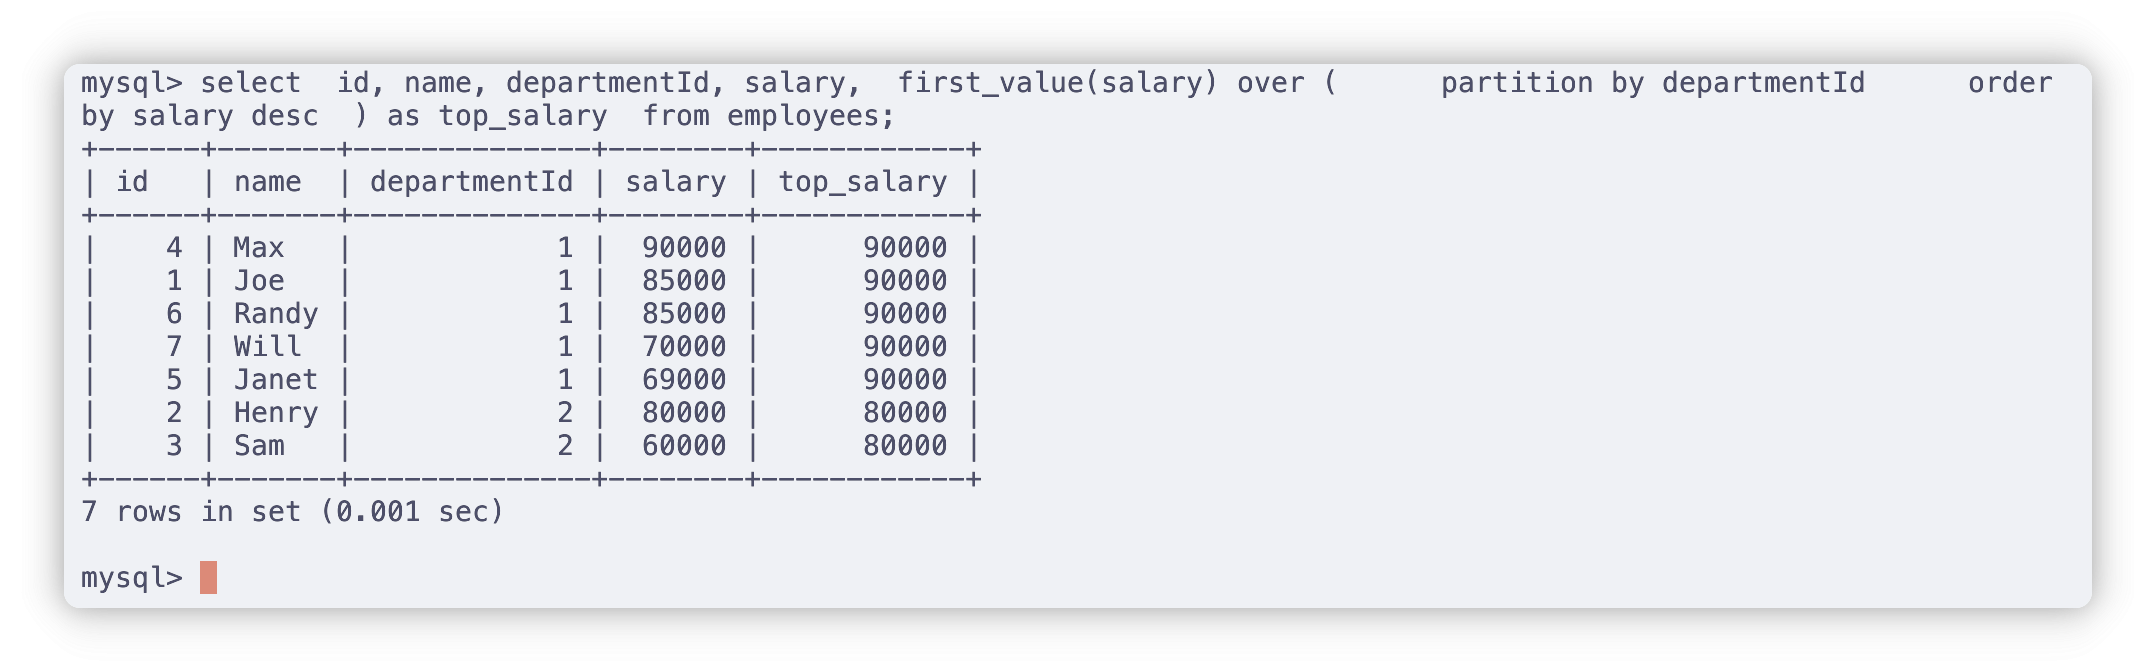 mysql> select  id, name, departmentId, salary,  first_value(salary) over (      partition by departmentId      order
by salary desc  ) as top_salary  from employees;
+------+-------+--------------+--------+------------+
| id   | name  | departmentId | salary | top_salary |
+------+-------+--------------+--------+------------+
|    4 | Max   |            1 |  90000 |      90000 |
|    1 | Joe   |            1 |  85000 |      90000 |
|    6 | Randy |            1 |  85000 |      90000 |
|    7 | Will  |            1 |  70000 |      90000 |
|    5 | Janet |            1 |  69000 |      90000 |
|    2 | Henry |            2 |  80000 |      80000 |
|    3 | Sam   |            2 |  60000 |      80000 |
+------+-------+--------------+--------+------------+
7 rows in set (0.001 sec)

mysql>